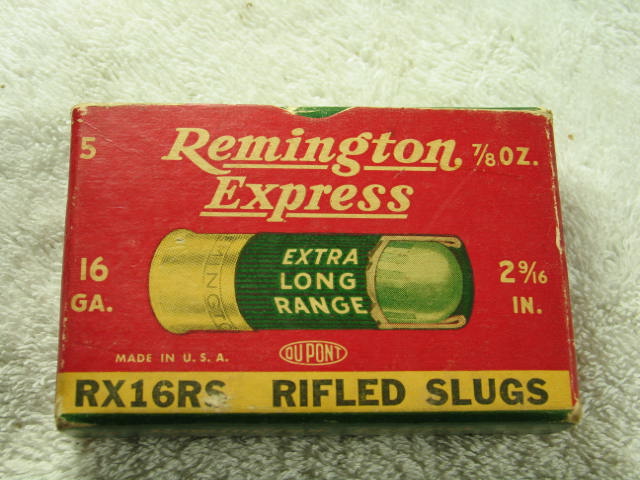 5
Remington
Express
7/8 OZ.
16
GA.
EXTRA
LONG
RANGE
2 9/16
IN.
MADE IN U.S.A.
DU PONT
RX16RS RIFLED SLUGS